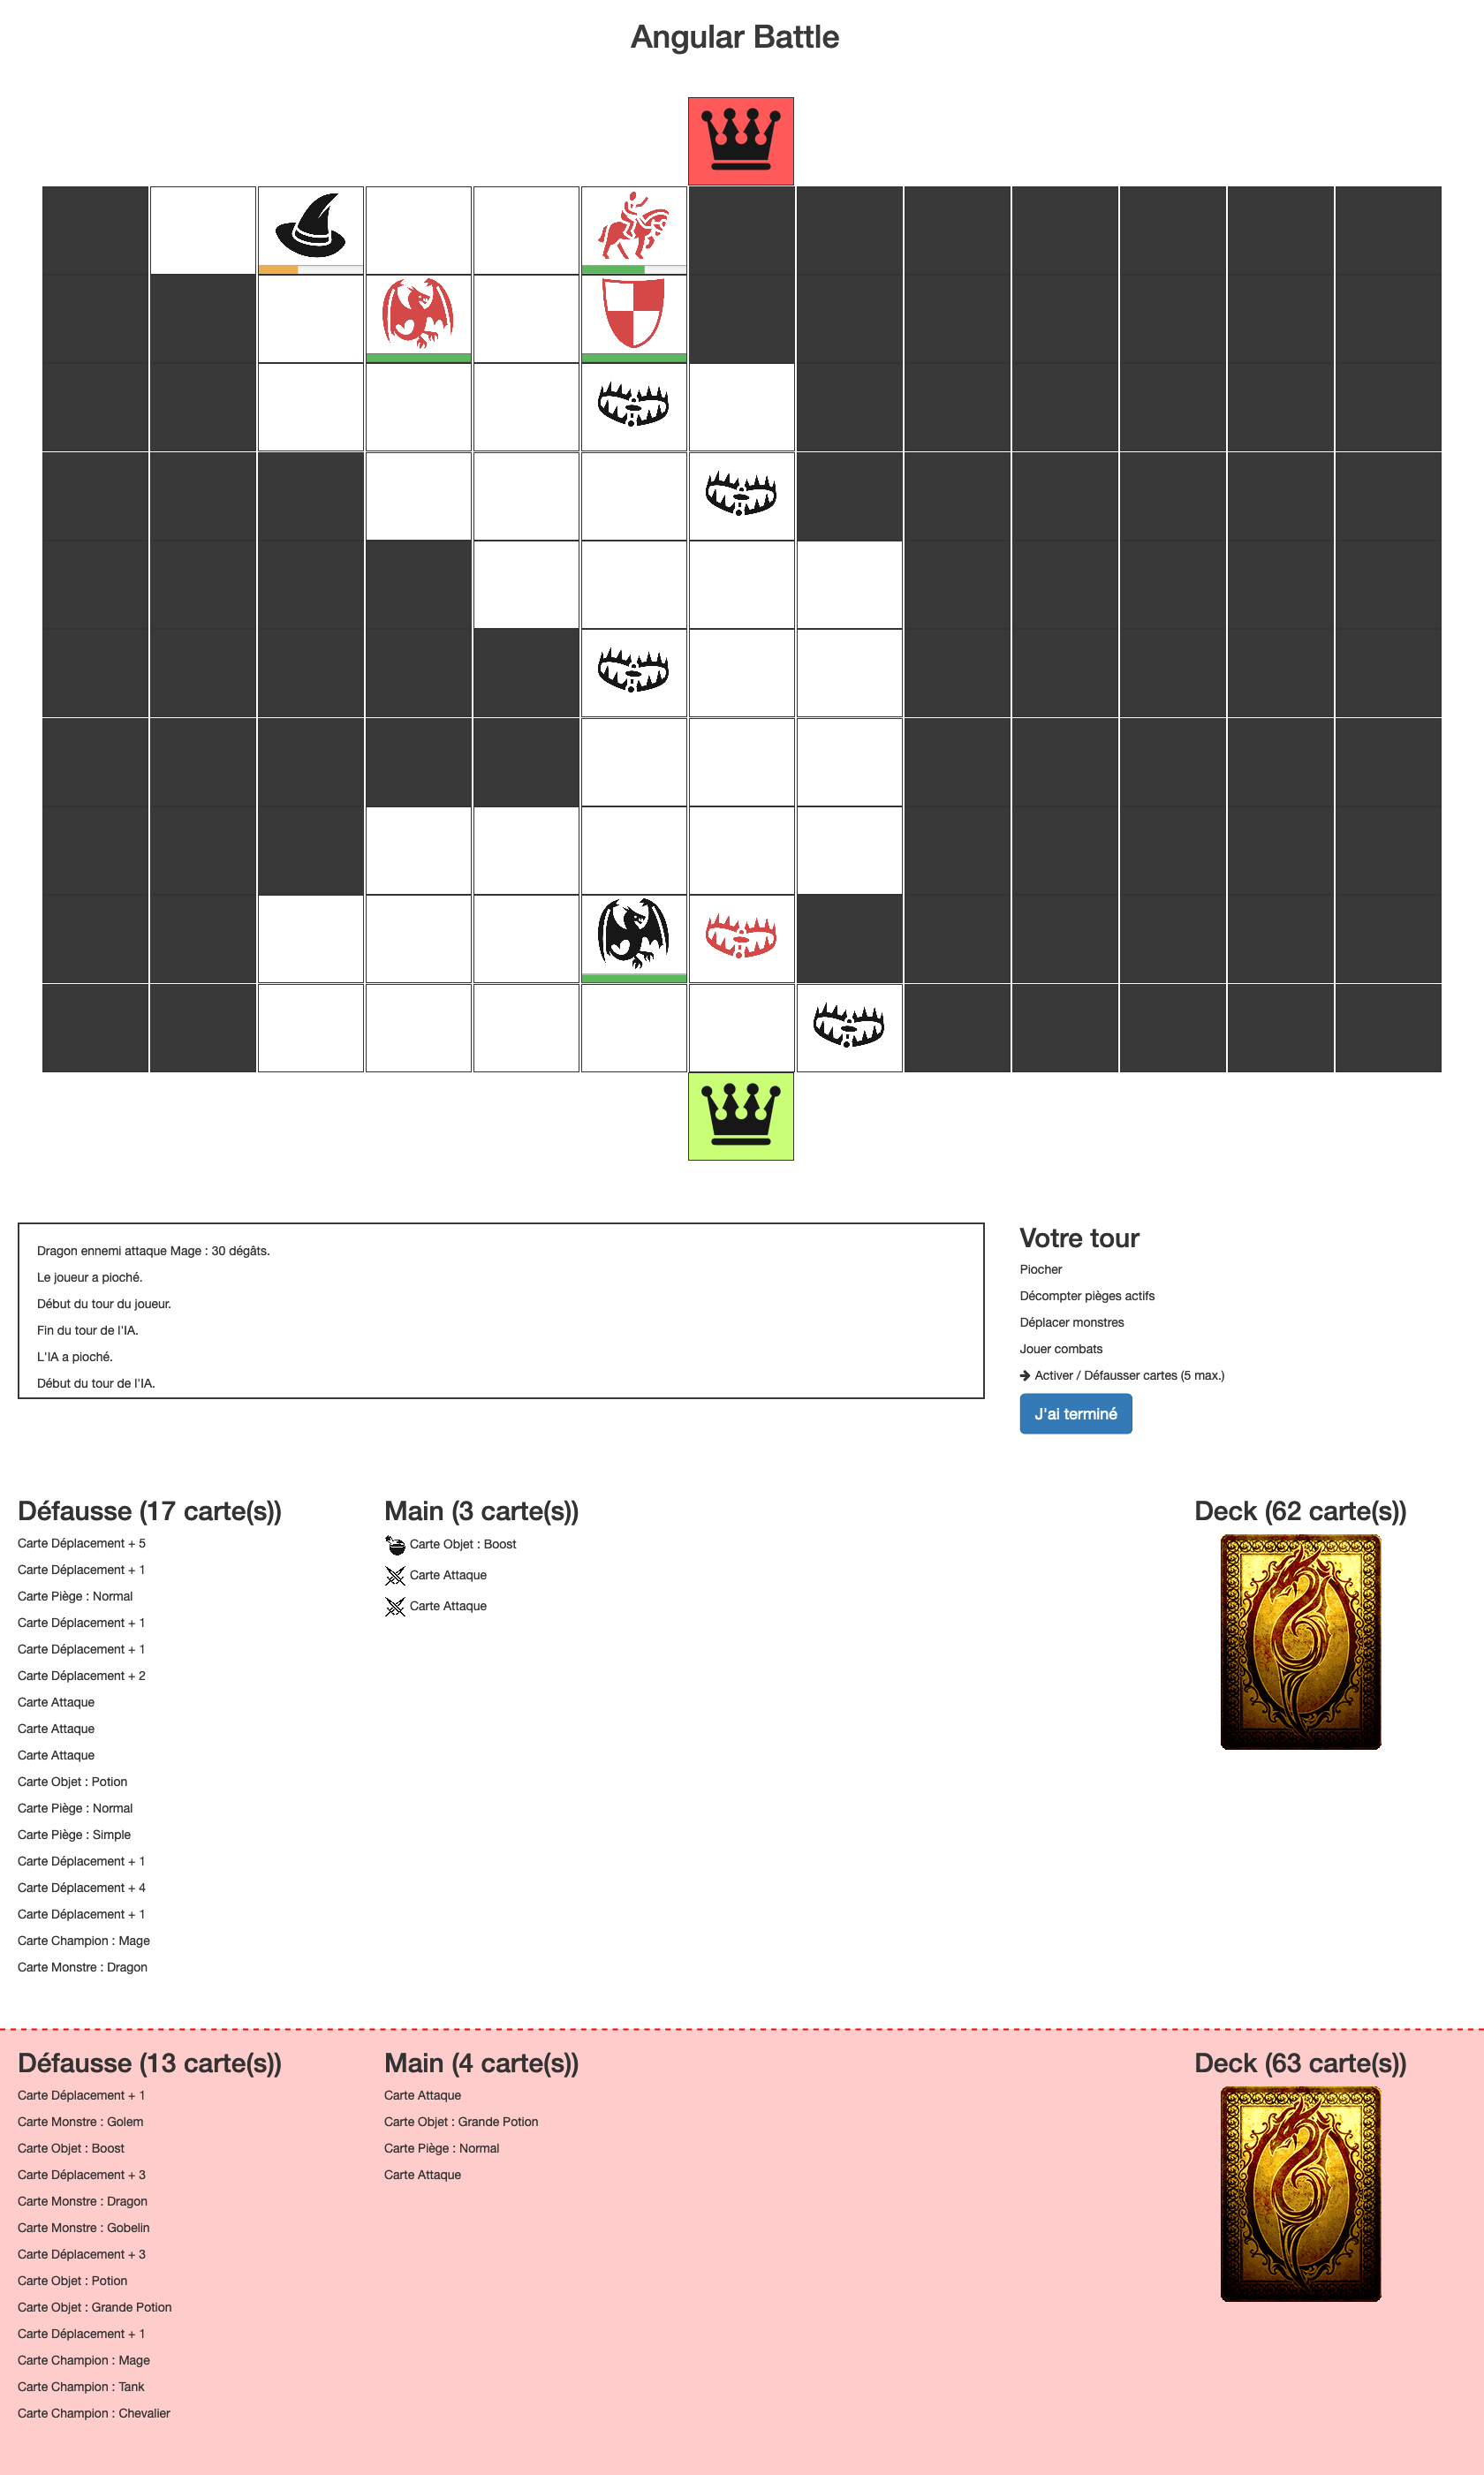 Angular Battle
Dragon ennemi attaque Mage : 30 dégâts.
Le joueur a pioché.
Début du tour du joueur.
Fin du tour de l'IA.
L'IA a pioché.
Début du tour de l'IA.
Votre tour
Piocher
Décompter pièges actifs
Déplacer monstres
Jouer combats
Activer / Défausser cartes (5 max.)
J'ai terminé
Défausse (17 carte(s))
Carte Déplacement + 5
Carte Déplacement + 1
Carte Piège : Normal
Carte Déplacement + 1
Carte Déplacement + 1
Carte Déplacement + 2
Carte Attaque
Carte Attaque
Carte Attaque
Carte Objet : Potion
Carte Piège : Normal
Carte Piège : Simple
Carte Déplacement + 1
Carte Déplacement + 4
Carte Déplacement + 1
Carte Champion : Mage
Carte Monstre : Dragon
Main (3 carte(s))
Carte Objet : Boost
Carte Attaque
Carte Attaque
Deck (62 carte(s))
Défausse (13 carte(s))
Carte Déplacement + 1
Carte Monstre : Golem
Carte Objet : Boost
Carte Déplacement + 3
Carte Monstre : Dragon
Carte Monstre : Gobelin
Carte Déplacement + 3
Carte Objet : Potion
Carte Objet : Grande Potion
Carte Déplacement + 1
Carte Champion : Mage
Carte Champion : Tank
Carte Champion : Chevalier
Main (4 carte(s))
Carte Attaque
Carte Objet : Grande Potion
Carte Piège : Normal
Carte Attaque
Deck (63 carte(s))